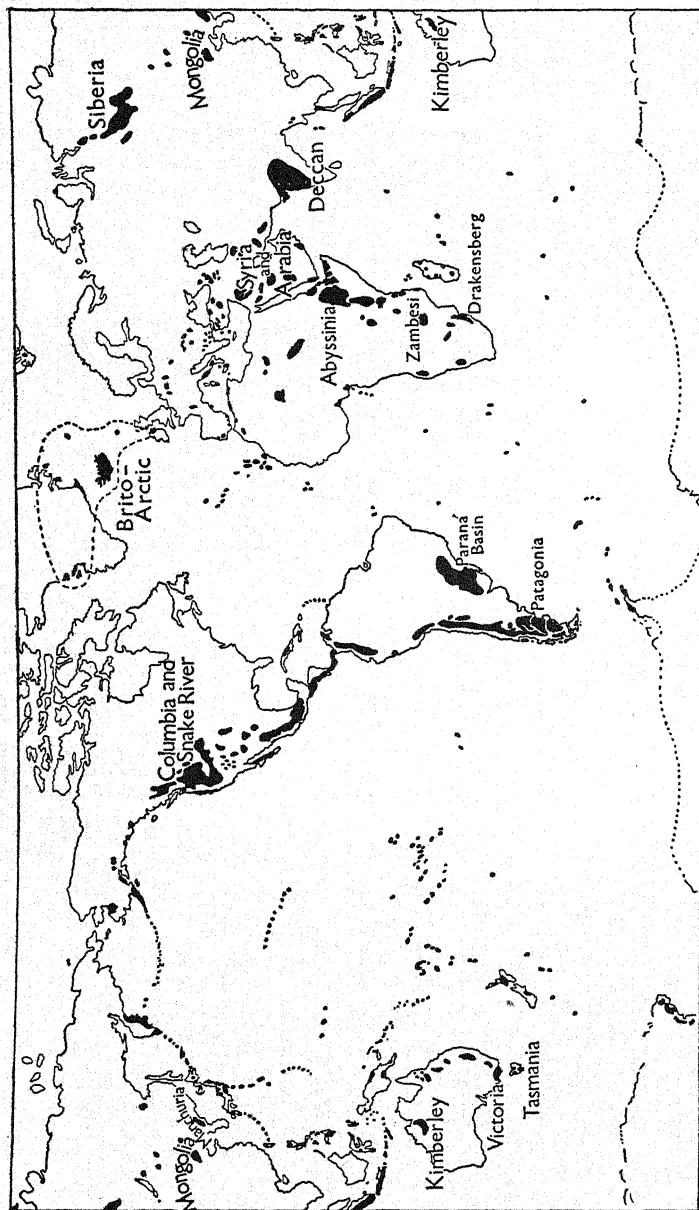 Siberia
Brito-
Arctic
Columbia and
Snake River
Mongolia
Manchuria
Mongolia
Syria
and
Arabia
Deccan
Abyssinia
Zambesi
Kimberley
Kimberley
Drakensberg
Paraná
Basin
Victoria
Tasmania
Patagonia